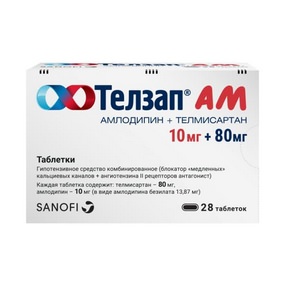 Телзап® АМ
АМЛОДИПИН + ТЕЛМИСАРТАН
10мг + 80мг
Таблетки
Гипотензивное средство комбинированное (блокатор «медленных»
кальциевых каналов + ангиотензина II рецепторов антагонист)
Каждая таблетка содержит: телмисартан – 80 мг,
амлодипин – 10 мг (в виде амлодипина безилата 13,87 мг)
SANOFI
28 таблеток